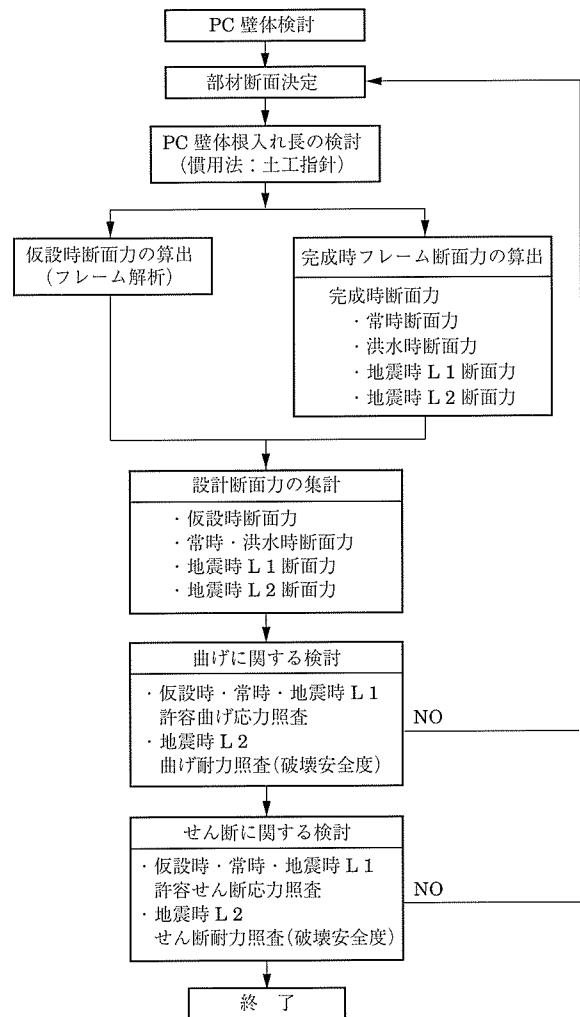 PC 壁体検討
部材断面決定
PC 壁体根入れ長の検討
(慣用法：土工指針)
仮設時断面力の算出
(フレーム解析)
完成時フレーム断面力の算出
完成時断面力
・常時断面力
・洪水時断面力
・地震時 L 1 断面力
・地震時 L 2 断面力
設計断面力の集計
・仮設時断面力
・常時・洪水時断面力
・地震時 L 1 断面力
・地震時 L 2 断面力
曲げに関する検討
・仮設時・常時・地震時 L 1
許容曲げ応力照査
・地震時 L 2
曲げ耐力照査(破壊安全度)
NO
せん断に関する検討
・仮設時・常時・地震時 L 1
許容せん断応力照査
・地震時 L 2
せん断耐力照査(破壊安全度)
NO
終　了